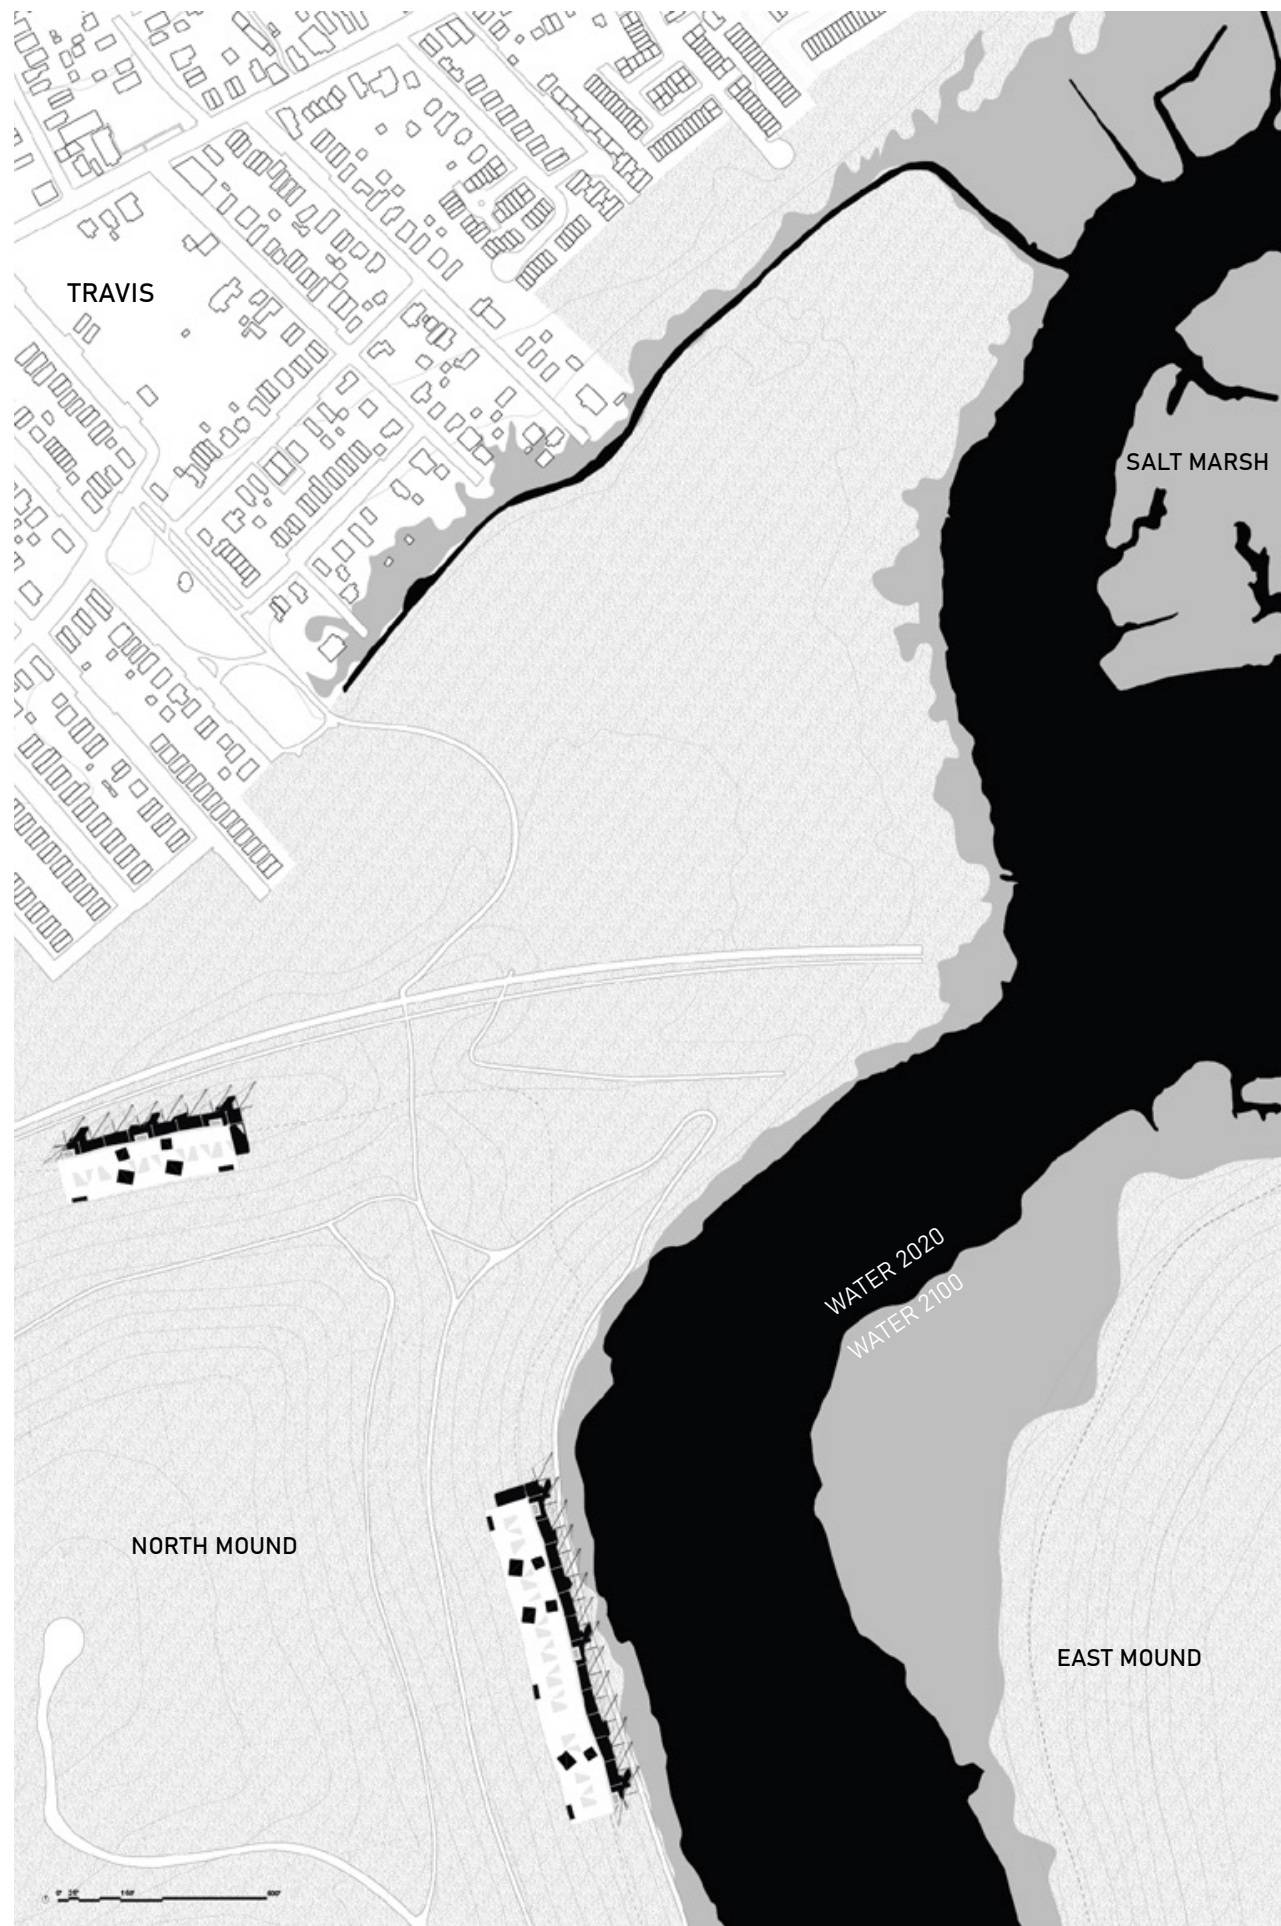 TRAVIS
SALT MARSH
WATER 2020
WATER 2100
NORTH MOUND
EAST MOUND